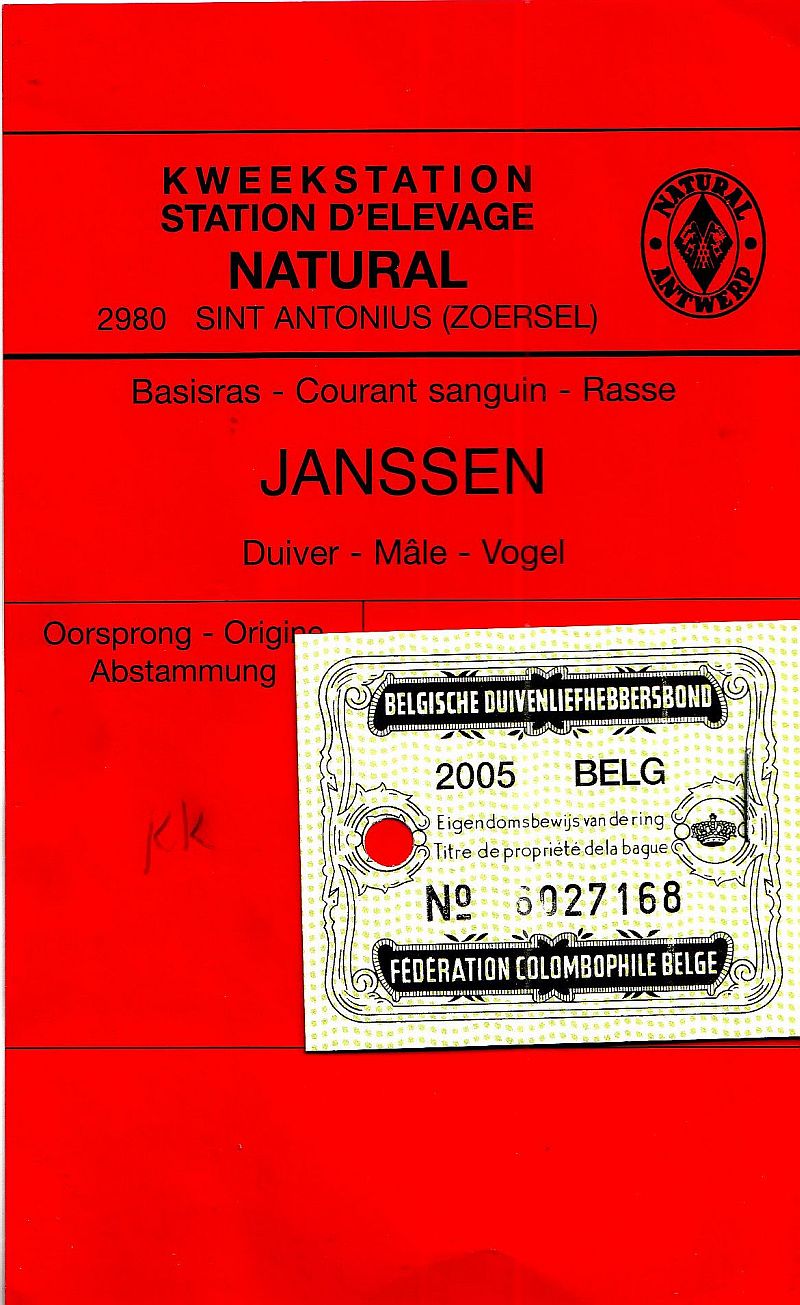 KWEEKSTATION
STATION D'ELEVAGE
NATURAL
2980 SINT ANTONIUS (ZOERSEL)
NATURAL
ANTWERP
Basisras - Courant sanguin - Rasse
JANSSEN
Duiver - Mâle - Vogel
Oorsprong - Origine
Abstammung
KK
BELGISCHE DUIVENLIEFHEBBERSBOND
2005 BELG
Eigendomsbewijs van de ring
Titre de propriété de la bague
Nº 6027168
FÉDÉRATION COLOMBOPHILE BELGE